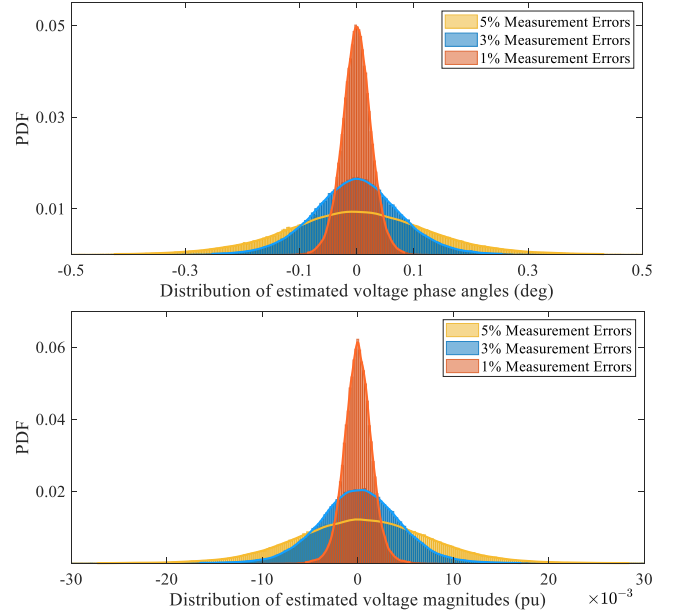 0.05
0.03
0.01
PDF
5% Measurement Errors
3% Measurement Errors
1% Measurement Errors
-0.5 -0.3 -0.1 0 0.1 0.3 0.5
Distribution of estimated voltage phase angles (deg)
0.06
0.04
0.02
PDF
5% Measurement Errors
3% Measurement Errors
1% Measurement Errors
-30 -20 -10 0 10 20 30
Distribution of estimated voltage magnitudes (pu) ×10⁻³